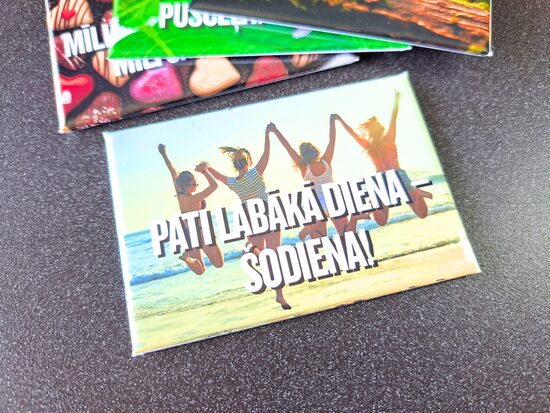 PATI LABĀKĀ DIENA –
ŠODIENA!